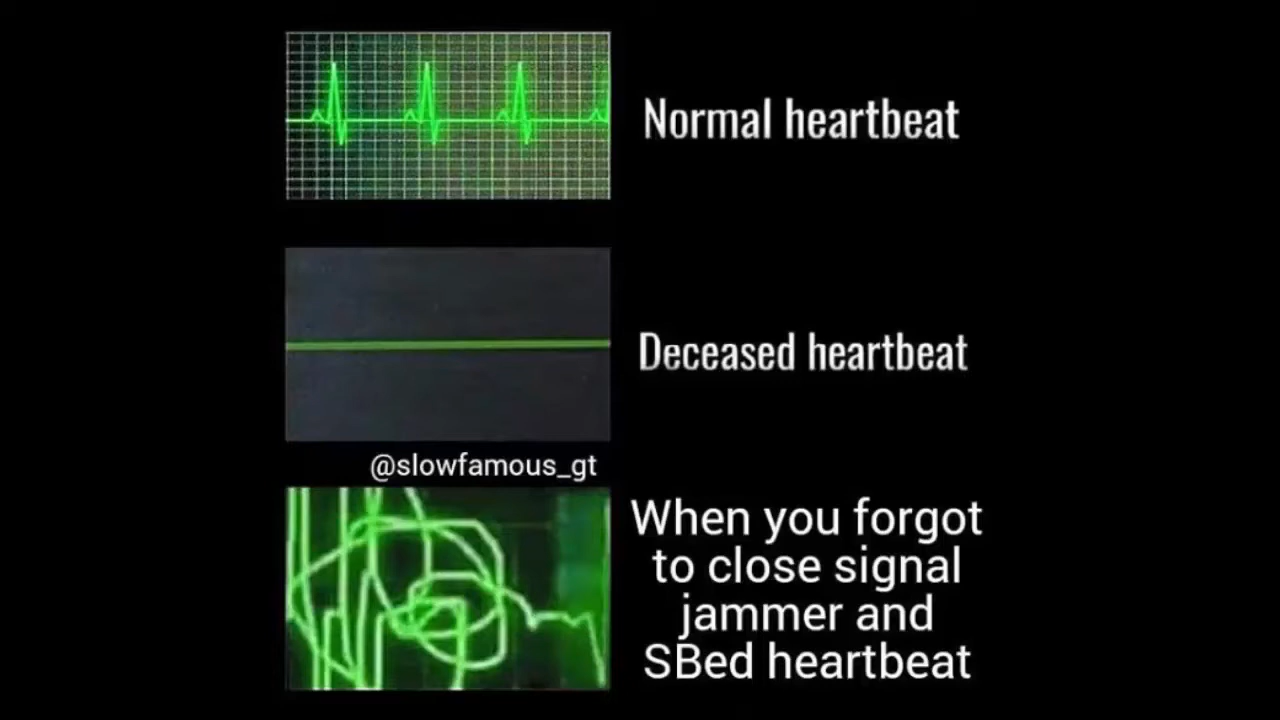 Normal heartbeat
Deceased heartbeat
@slowfamous_gt
When you forgot
to close signal
jammer and
SBed heartbeat